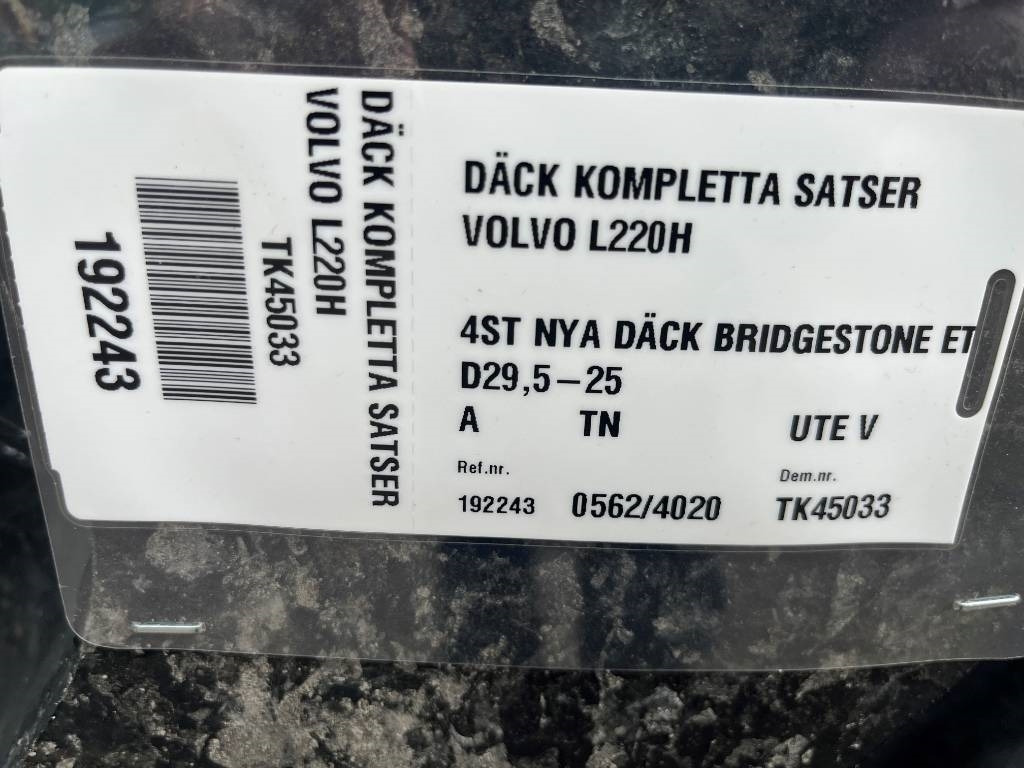 DÄCK KOMPLETTA SATSER
VOLVO L220H
TK45033
192243
DÄCK KOMPLETTA SATSER
VOLVO L220H
4ST NYA DÄCK BRIDGESTONE ET
D29,5-25
A TN UTE V
Ref.nr. Dem.nr.
192243 0562/4020 TK45033